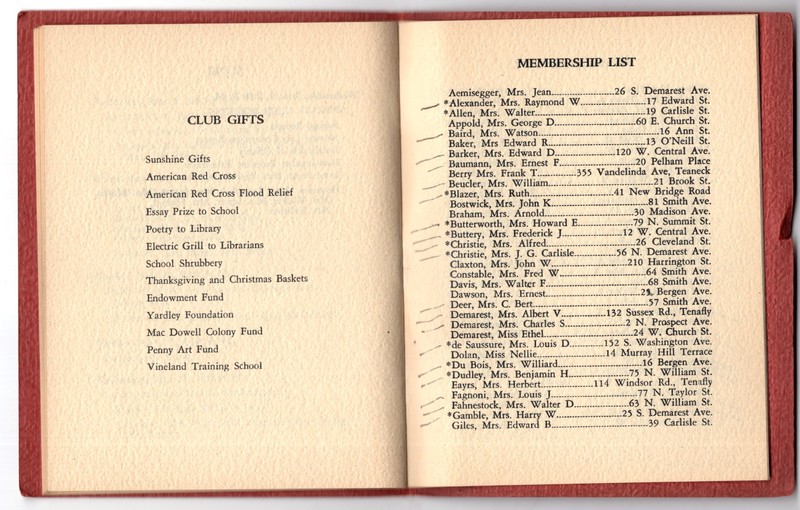 CLUB GIFTS
Sunshine Gifts
American Red Cross
American Red Cross Flood Relief
Essay Prize to School
Poetry to Library
Electric Grill to Librarians
School Shrubbery
Thanksgiving and Christmas Baskets
Endowment Fund
Yardley Foundation
Mac Dowell Colony Fund
Penny Art Fund
Vineland Training School
MEMBERSHIP LIST
Aemisegger, Mrs. Jean....................26 S. Demarest Ave.
*Alexander, Mrs. Raymond W.....................17 Edward St.
*Allen, Mrs. Walter....................19 Carlisle St.
Appold, Mrs. George D.....................60 E. Church St.
Baird, Mrs. Watson....................16 Ann St.
Baker, Mrs Edward R.....................13 O'Neill St.
Barker, Mrs. Edward D.....................120 W. Central Ave.
Baumann, Mrs. Ernest F.....................20 Pelham Place
Berry Mrs. Frank T.....................355 Vandelinda Ave, Teaneck
Beucler, Mrs. William....................21 Brook St.
*Blazer, Mrs. Ruth....................41 New Bridge Road
Bostwick, Mrs. John K.....................81 Smith Ave.
Braham, Mrs. Arnold....................30 Madison Ave.
*Butterworth, Mrs. Howard E.....................79 N. Summit St.
*Buttery, Mrs. Frederick J.....................12 W. Central Ave.
*Christie, Mrs. Alfred....................26 Cleveland St.
*Christie, Mrs. J. G. Carlisle....................56 N. Demarest Ave.
Claxton, Mrs. John W.....................210 Harrington St.
Constable, Mrs. Fred W.....................64 Smith Ave.
Davis, Mrs. Walter F.....................68 Smith Ave.
Dawson, Mrs. Ernest....................Bergen Ave.
Deer, Mrs. C. Bert....................57 Smith Ave.
Demarest, Mrs. Albert V.....................132 Sussex Rd., Tenafly
Demarest, Mrs. Charles S.....................2 N. Prospect Ave.
Demarest, Miss Ethel....................24 W. Church St.
*de Saussure, Mrs. Louis D.....................152 S. Washington Ave.
Dolan, Miss Nellie....................14 Murray Hill Terrace
*Du Bois, Mrs. Williard....................16 Bergen Ave.
*Dudley, Mrs. Benjamin H.....................75 N. William St.
Eayrs, Mrs. Herbert....................114 Windsor Rd., Tenafly
Fagnoni, Mrs. Louis J.....................77 N. Taylor St.
Fahnestock, Mrs. Walter D.....................63 N. William St.
*Gamble, Mrs. Harry W.....................25 S. Demarest Ave.
Giles, Mrs. Edward B.....................39 Carlisle St.